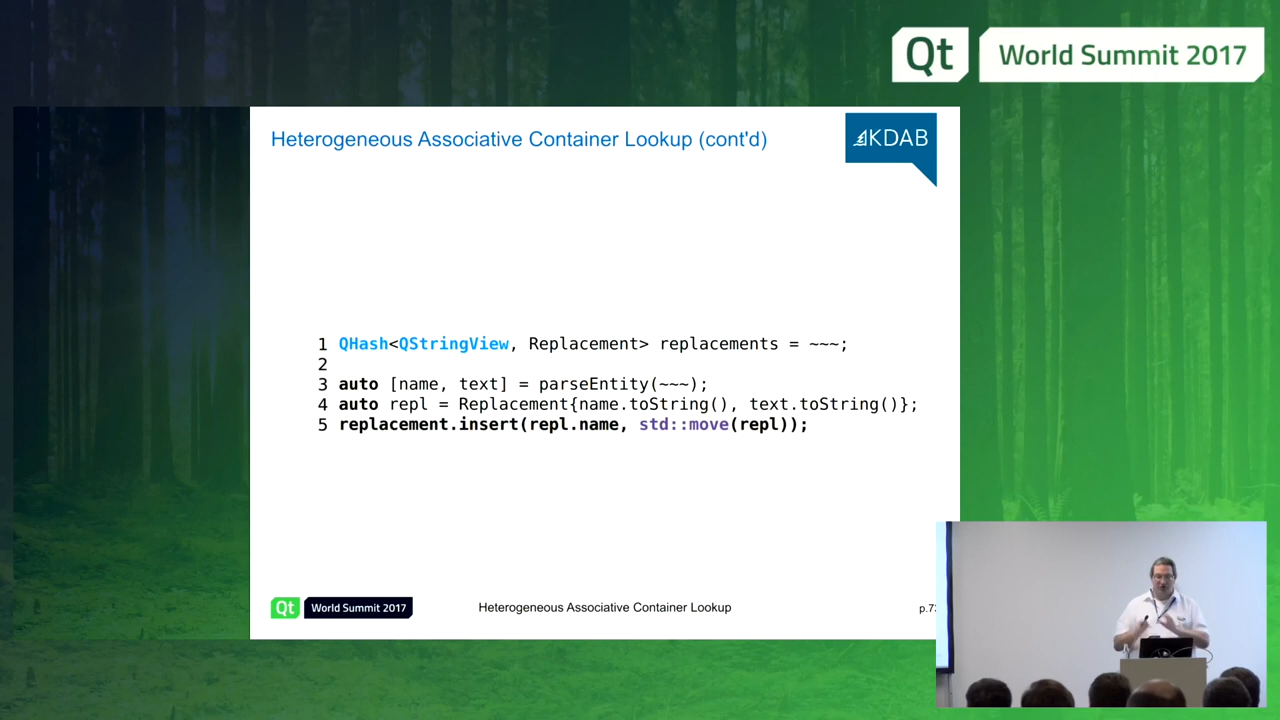 Qt World Summit 2017
Heterogeneous Associative Container Lookup (cont'd)
KDAB
1 QHash<QStringView, Replacement> replacements = ~~~;
2
3 auto [name, text] = parseEntity(~~~);
4 auto repl = Replacement{name.toString(), text.toString()};
5 replacement.insert(repl.name, std::move(repl));
Qt World Summit 2017
Heterogeneous Associative Container Lookup